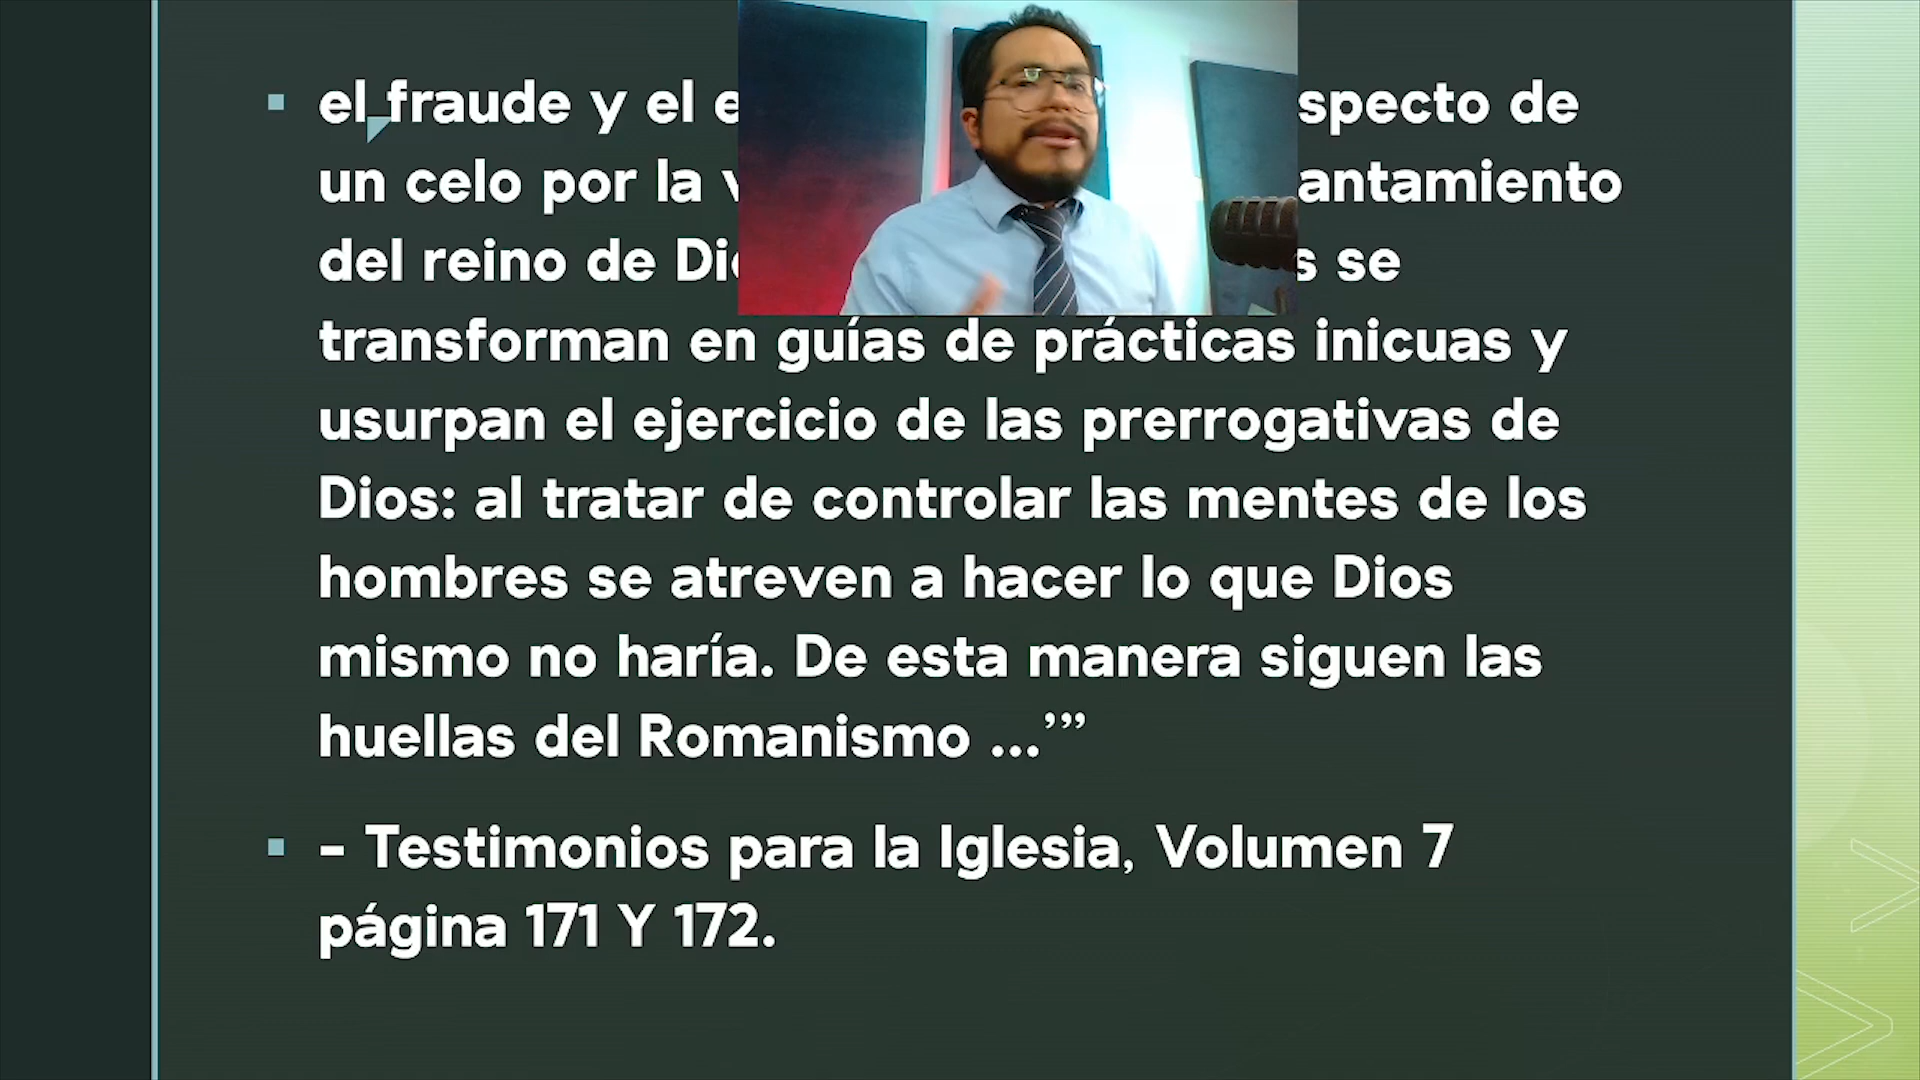 el fraude y el specto de
un celo por la antamiento
del reino de se
transforman en guías de prácticas inicuas y
usurpan el ejercicio de las prerrogativas de
Dios: al tratar de controlar las mentes de los
hombres se atreven a hacer lo que Dios
mismo no haría. De esta manera siguen las
huellas del Romanismo ...’”
– Testimonios para la Iglesia, Volumen 7
página 171 Y 172.